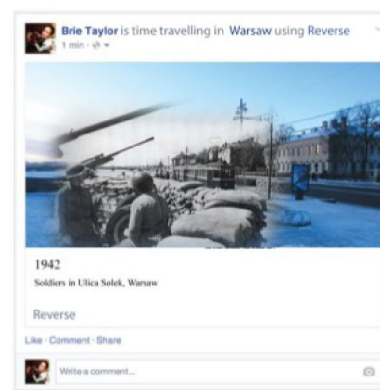 Brie Taylor is time travelling in Warsaw using Reverse
1 min
1942
Soldiers in Ulica Solek, Warsaw
Reverse
Like · Comment · Share
Write a comment...